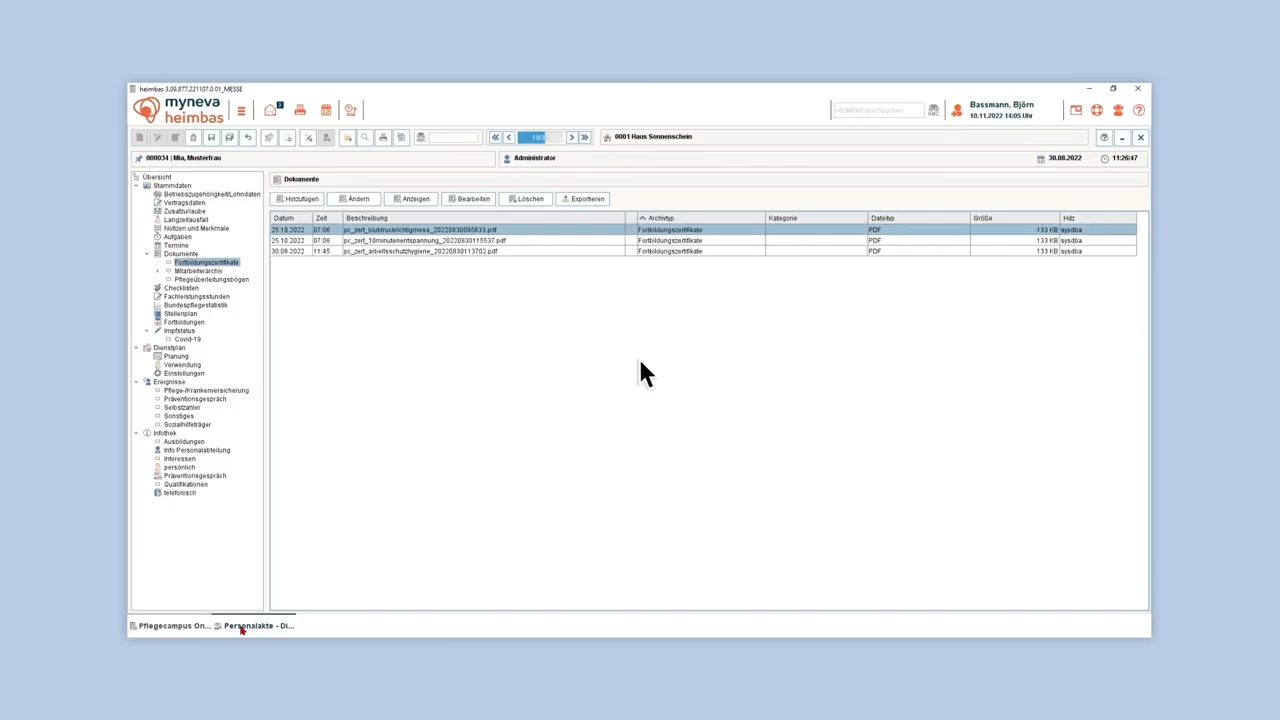 heimbas 3.09.877.221107.0 01_MESSE
myneva
heimbas
HEIMBAS durchsuchen
Bassmann, Björn
10.11.2022 14:05 Uhr
0001 Haus Sonnenschein
000034 | Mia, Musterfrau
Administrator
30.08.2022
11:26:47
Übersicht
Stammdaten
Betriebszugehörigkeit/Lohndaten
Vertragsdaten
Zusatzurlaube
Langzeitausfall
Notizen und Merkmale
Aufgaben
Termine
Dokumente
Fortbildungszertifikate
Mitarbeiterarchiv
Pflegeüberleitungsbögen
Checklisten
Fachleistungsstunden
Bundespflegestatistik
Stellenplan
Fortbildungen
Impfstatus
Covid-19
Dienstplan
Planung
Verwendung
Einstellungen
Ereignisse
Pflege-/Krankenversicherung
Präventionsgespräch
Selbstzahler
Sonstiges
Sozialhilfeträger
Infothek
Ausbildungen
Info Personalabteilung
Interessen
persönlich
Präventionsgespräch
Qualifikationen
telefonisch
Dokumente
Hinzufügen Ändern Anzeigen Bearbeiten Löschen Exportieren
Datum Zeit Beschreibung Archivtyp Kategorie Dateityp Größe Hdz
25.10.2022 07:06 pc_zert_blutdruckrichtigmess_20220830095633.pdf Fortbildungszertifikate PDF 133 KB sysdba
25.10.2022 07:06 pc_zert_10minutenentspannung_20220830115537.pdf Fortbildungszertifikate PDF 133 KB sysdba
30.08.2022 11:45 pc_zert_arbeitsschutzhygiene_20220830113702.pdf Fortbildungszertifikate PDF 133 KB sysdba
Pflegecampus On... Personalakte - Di...